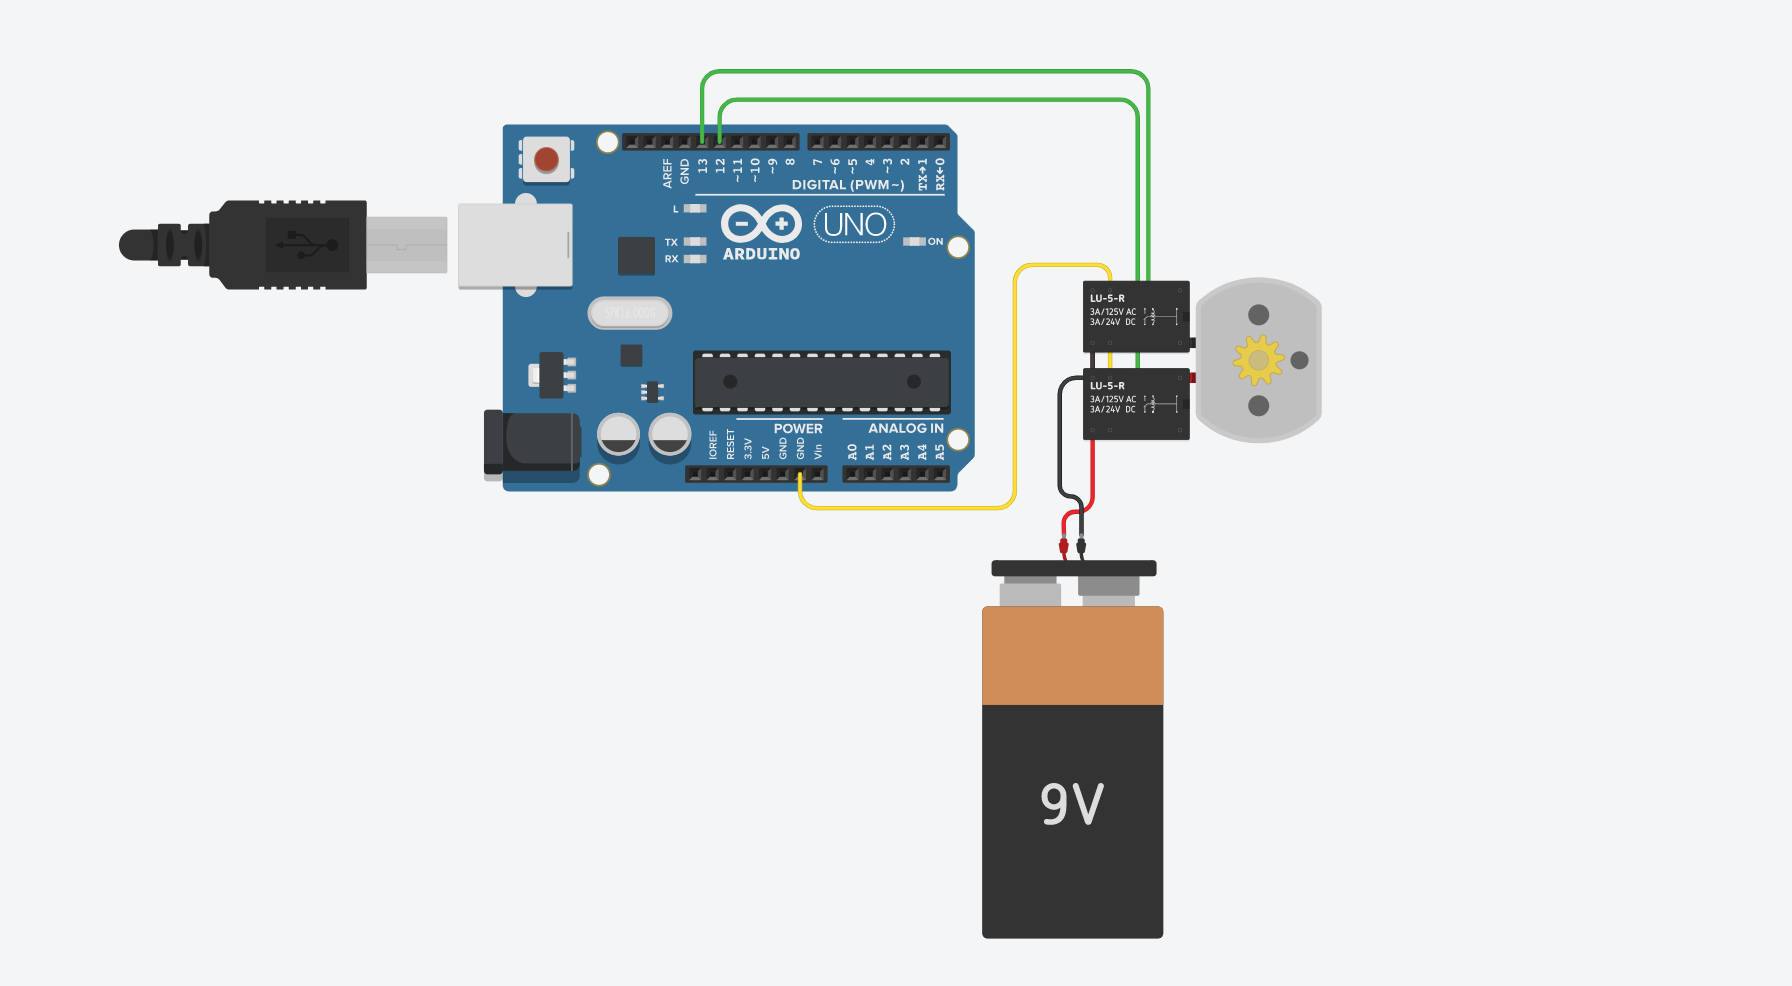 AREF
GND
13
12
~11
~10
~9
8
7
~6
~5
4
~3
2
TX→1
RX←0
DIGITAL (PWM~)
L
TX
RX
ARDUINO
UNO
ON
SPK16.000G
LU-5-R
3A/125V AC
3A/24V DC
LU-5-R
3A/125V AC
3A/24V DC
POWER
ANALOG IN
IOREF
RESET
3.3V
5V
GND
GND
Vin
A0
A1
A2
A3
A4
A5
9V